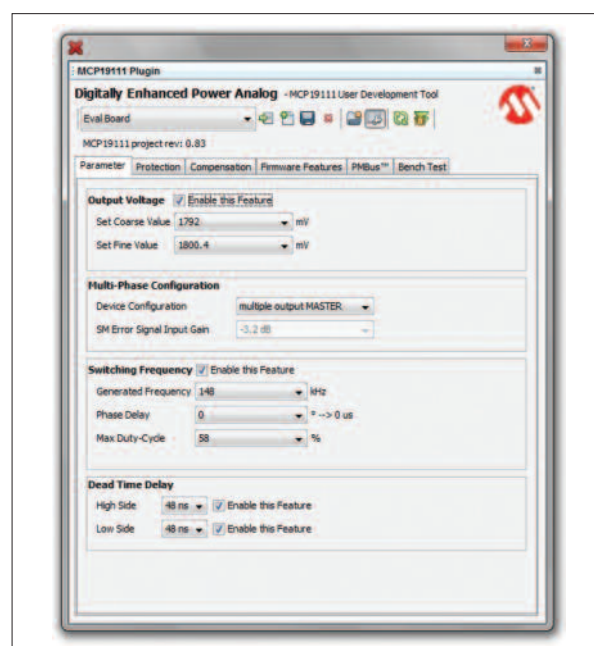 MCP19111 Plugin
Digitally Enhanced Power Analog - MCP19111 User Development Tool
Eval Board
MCP19111 project rev: 0.83
Parameter Protection Compensation Firmware Features PMBus™ Bench Test
Output Voltage Enable this Feature
Set Coarse Value 1792 mV
Set Fine Value 1800.4 mV
Multi-Phase Configuration
Device Configuration multiple output MASTER
SM Error Signal Input Gain -3.2 dB
Switching Frequency Enable this Feature
Generated Frequency 148 kHz
Phase Delay 0 ° --> 0 us
Max Duty-Cycle 58 %
Dead Time Delay
High Side 48 ns Enable this Feature
Low Side 48 ns Enable this Feature